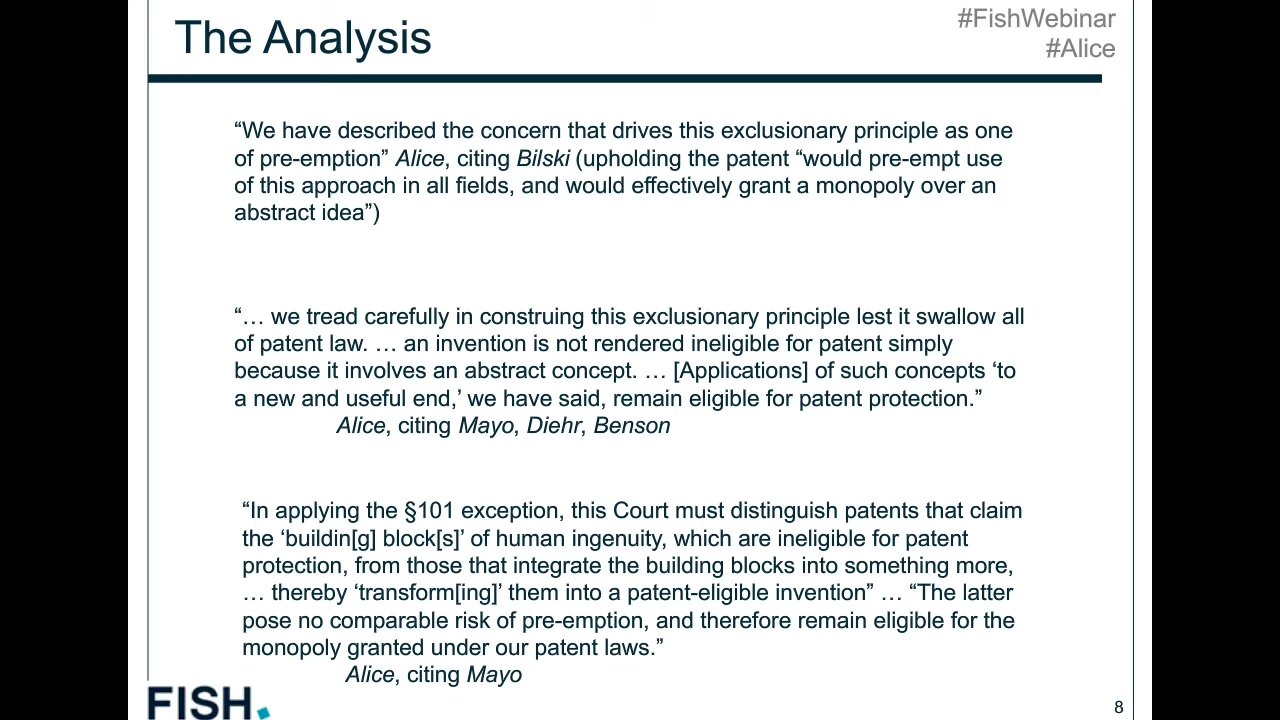 The Analysis
#FishWebinar
#Alice
“We have described the concern that drives this exclusionary principle as one
of pre-emption” Alice, citing Bilski (upholding the patent “would pre-empt use
of this approach in all fields, and would effectively grant a monopoly over an
abstract idea”)
“… we tread carefully in construing this exclusionary principle lest it swallow all
of patent law. … an invention is not rendered ineligible for patent simply
because it involves an abstract concept. … [Applications] of such concepts ‘to
a new and useful end,’ we have said, remain eligible for patent protection.”
Alice, citing Mayo, Diehr, Benson
“In applying the §101 exception, this Court must distinguish patents that claim
the ‘buildin[g] block[s]’ of human ingenuity, which are ineligible for patent
protection, from those that integrate the building blocks into something more,
… thereby ‘transform[ing]’ them into a patent-eligible invention” … “The latter
pose no comparable risk of pre-emption, and therefore remain eligible for the
monopoly granted under our patent laws.”
Alice, citing Mayo
FISH.
8